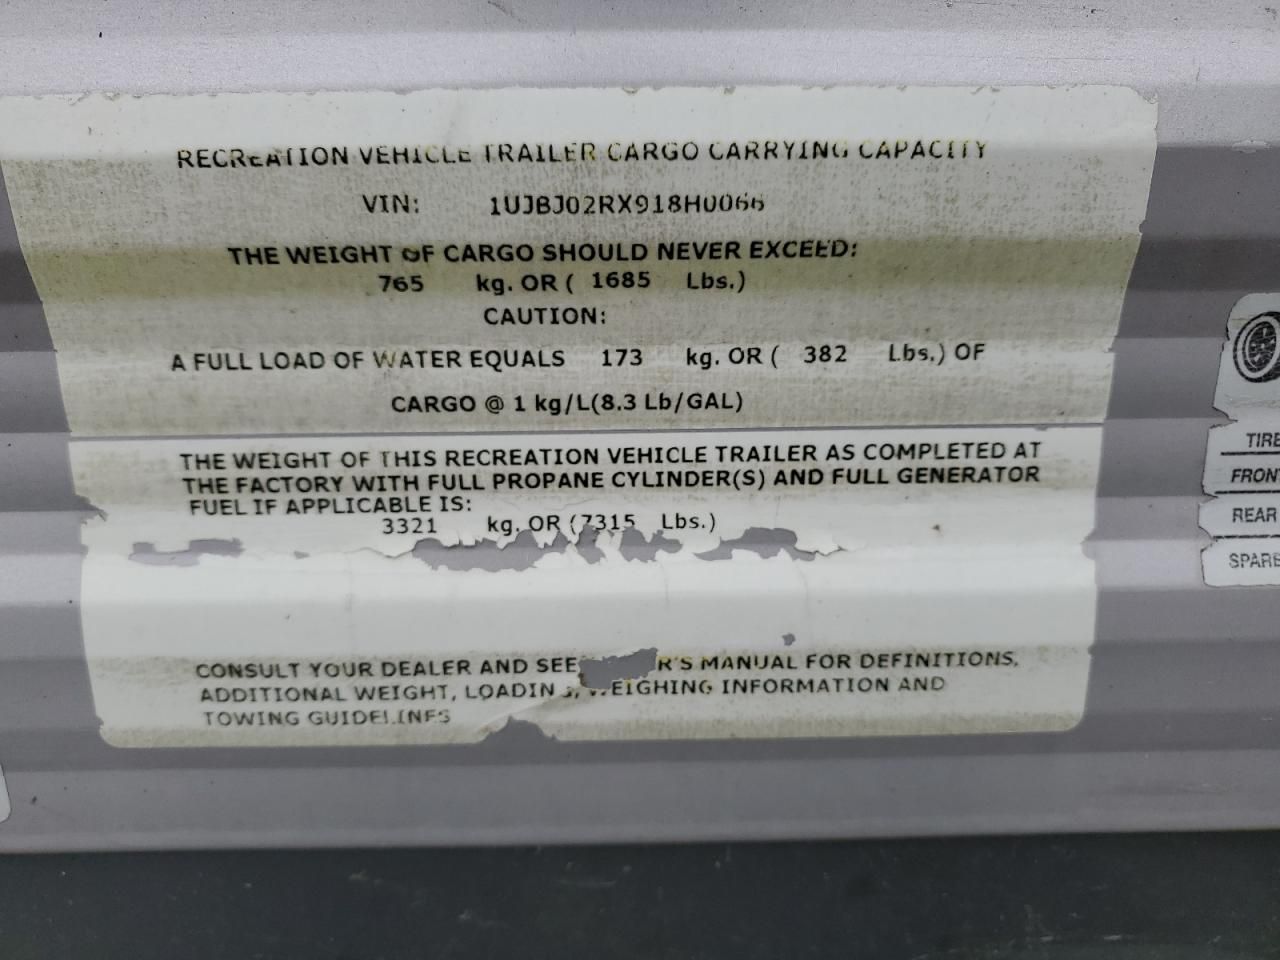 RECREATION VEHICLE TRAILER CARGO CARRYING CAPACITY
VIN: 1UJBJ02RX918H0066
THE WEIGHT OF CARGO SHOULD NEVER EXCEED:
765 kg. OR ( 1685 Lbs.)
CAUTION:
A FULL LOAD OF WATER EQUALS 173 kg. OR ( 382 Lbs.) OF
CARGO @ 1 kg/L(8.3 Lb/GAL)
THE WEIGHT OF THIS RECREATION VEHICLE TRAILER AS COMPLETED AT
THE FACTORY WITH FULL PROPANE CYLINDER(S) AND FULL GENERATOR
FUEL IF APPLICABLE IS:
3321 kg. OR (7315 Lbs.)
CONSULT YOUR DEALER AND SEE R'S MANUAL FOR DEFINITIONS,
ADDITIONAL WEIGHT, LOADING, WEIGHING INFORMATION AND
TOWING GUIDELINES
TIRE
FRONT
REAR
SPARE